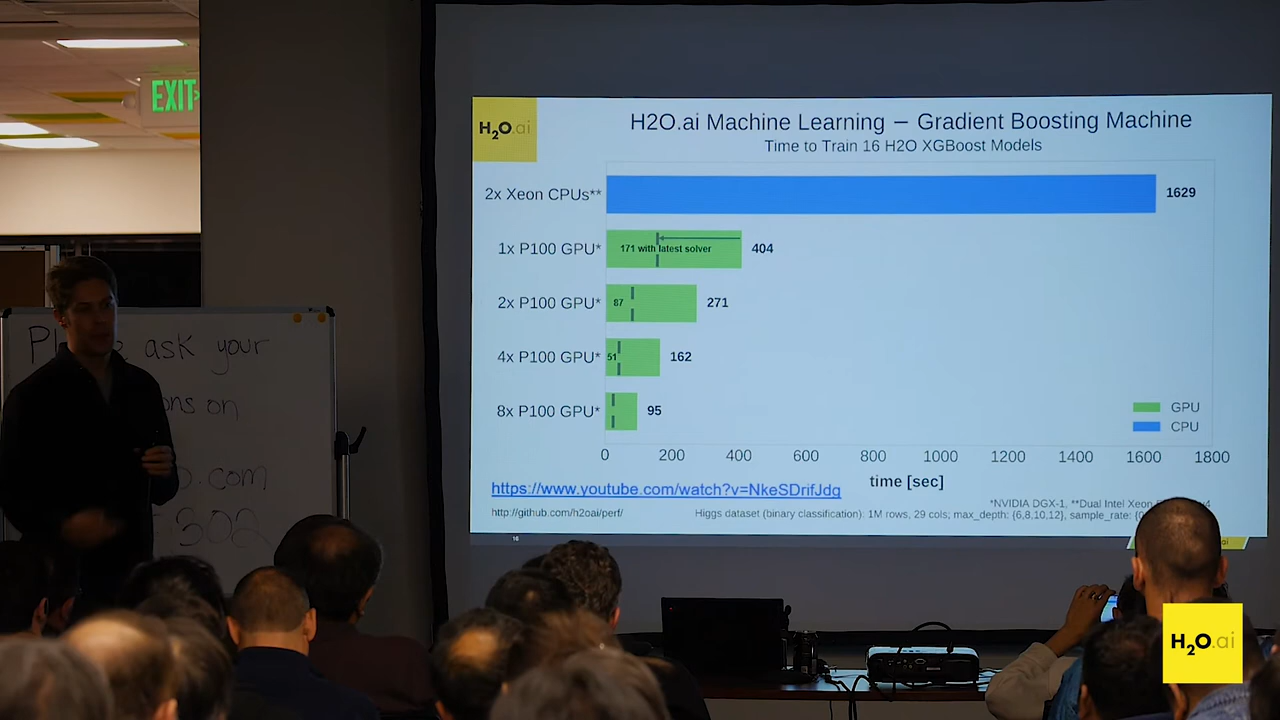 EXIT
H2O.ai
H2O.ai Machine Learning – Gradient Boosting Machine
Time to Train 16 H2O XGBoost Models
2x Xeon CPUs** 1629
1x P100 GPU* 171 with latest solver 404
2x P100 GPU* 87 271
4x P100 GPU* 51 162
8x P100 GPU* 95
GPU
CPU
0 200 400 600 800 1000 1200 1400 1600 1800
time [sec]
https://www.youtube.com/watch?v=NkeSDrifJdg
*NVIDIA DGX-1, **Dual Intel Xeon
http://github.com/h2oai/perf/
Higgs dataset (binary classification): 1M rows, 29 cols; max_depth: {6,8,10,12}, sample_rate:
16
ask your
on
.com
302
H2O.ai